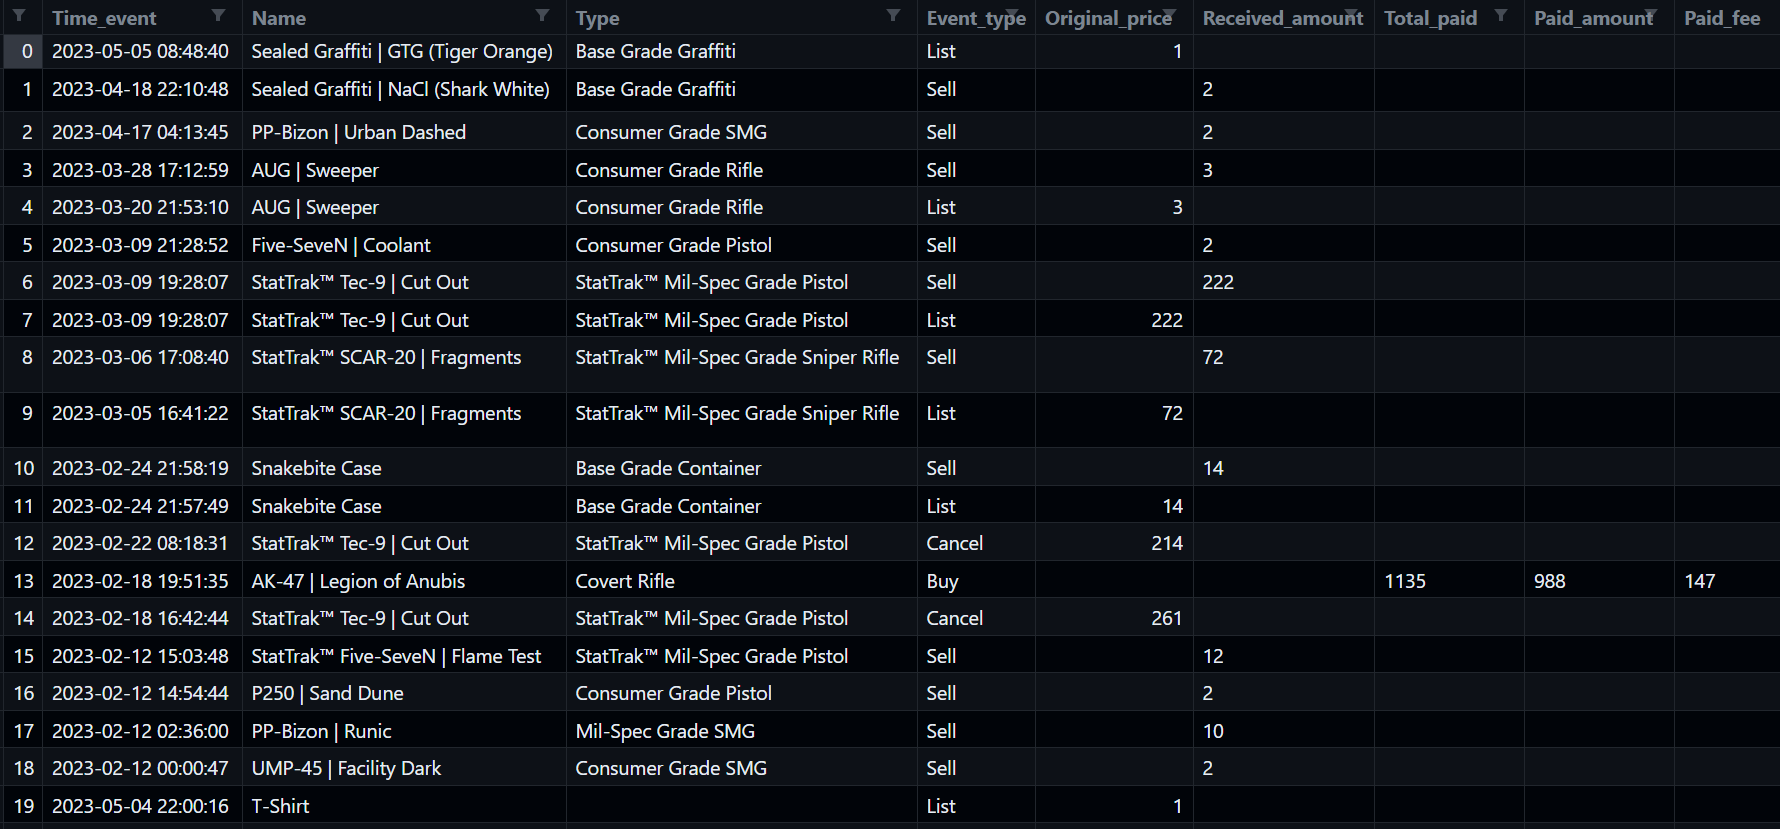 Time_event Name Type Event_type Original_price Received_amount Total_paid Paid_amount Paid_fee
0 2023-05-05 08:48:40 Sealed Graffiti | GTG (Tiger Orange) Base Grade Graffiti List 1
1 2023-04-18 22:10:48 Sealed Graffiti | NaCl (Shark White) Base Grade Graffiti Sell 2
2 2023-04-17 04:13:45 PP-Bizon | Urban Dashed Consumer Grade SMG Sell 2
3 2023-03-28 17:12:59 AUG | Sweeper Consumer Grade Rifle Sell 3
4 2023-03-20 21:53:10 AUG | Sweeper Consumer Grade Rifle List 3
5 2023-03-09 21:28:52 Five-SeveN | Coolant Consumer Grade Pistol Sell 2
6 2023-03-09 19:28:07 StatTrak™ Tec-9 | Cut Out StatTrak™ Mil-Spec Grade Pistol Sell 222
7 2023-03-09 19:28:07 StatTrak™ Tec-9 | Cut Out StatTrak™ Mil-Spec Grade Pistol List 222
8 2023-03-06 17:08:40 StatTrak™ SCAR-20 | Fragments StatTrak™ Mil-Spec Grade Sniper Rifle Sell 72
9 2023-03-05 16:41:22 StatTrak™ SCAR-20 | Fragments StatTrak™ Mil-Spec Grade Sniper Rifle List 72
10 2023-02-24 21:58:19 Snakebite Case Base Grade Container Sell 14
11 2023-02-24 21:57:49 Snakebite Case Base Grade Container List 14
12 2023-02-22 08:18:31 StatTrak™ Tec-9 | Cut Out StatTrak™ Mil-Spec Grade Pistol Cancel 214
13 2023-02-18 19:51:35 AK-47 | Legion of Anubis Covert Rifle Buy 1135 988 147
14 2023-02-18 16:42:44 StatTrak™ Tec-9 | Cut Out StatTrak™ Mil-Spec Grade Pistol Cancel 261
15 2023-02-12 15:03:48 StatTrak™ Five-SeveN | Flame Test StatTrak™ Mil-Spec Grade Pistol Sell 12
16 2023-02-12 14:54:44 P250 | Sand Dune Consumer Grade Pistol Sell 2
17 2023-02-12 02:36:00 PP-Bizon | Runic Mil-Spec Grade SMG Sell 10
18 2023-02-12 00:00:47 UMP-45 | Facility Dark Consumer Grade SMG Sell 2
19 2023-05-04 22:00:16 T-Shirt List 1